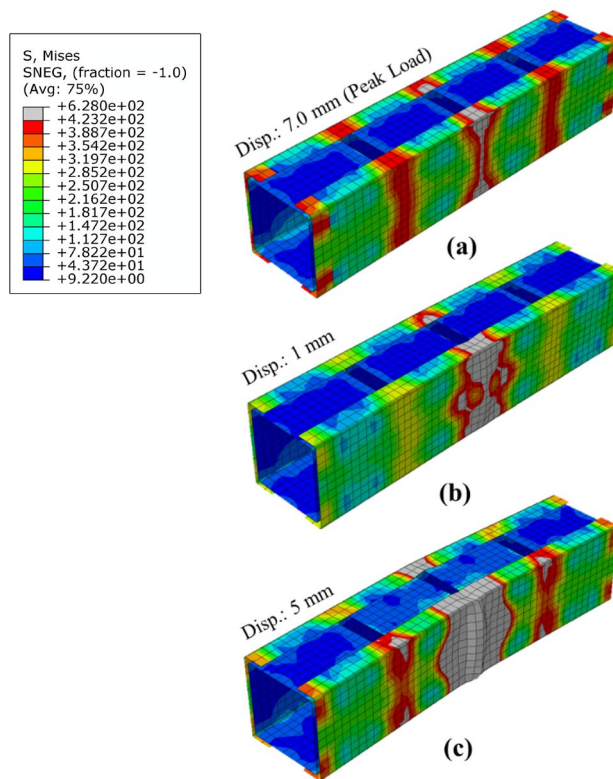 S, Mises
SNEG, (fraction = -1.0)
(Avg: 75%)
+6.280e+02
+4.232e+02
+3.887e+02
+3.542e+02
+3.197e+02
+2.852e+02
+2.507e+02
+2.162e+02
+1.817e+02
+1.472e+02
+1.127e+02
+7.822e+01
+4.372e+01
+9.220e+00
Disp.: 7.0 mm (Peak Load)
(a)
Disp.: 1 mm
(b)
Disp.: 5 mm
(c)